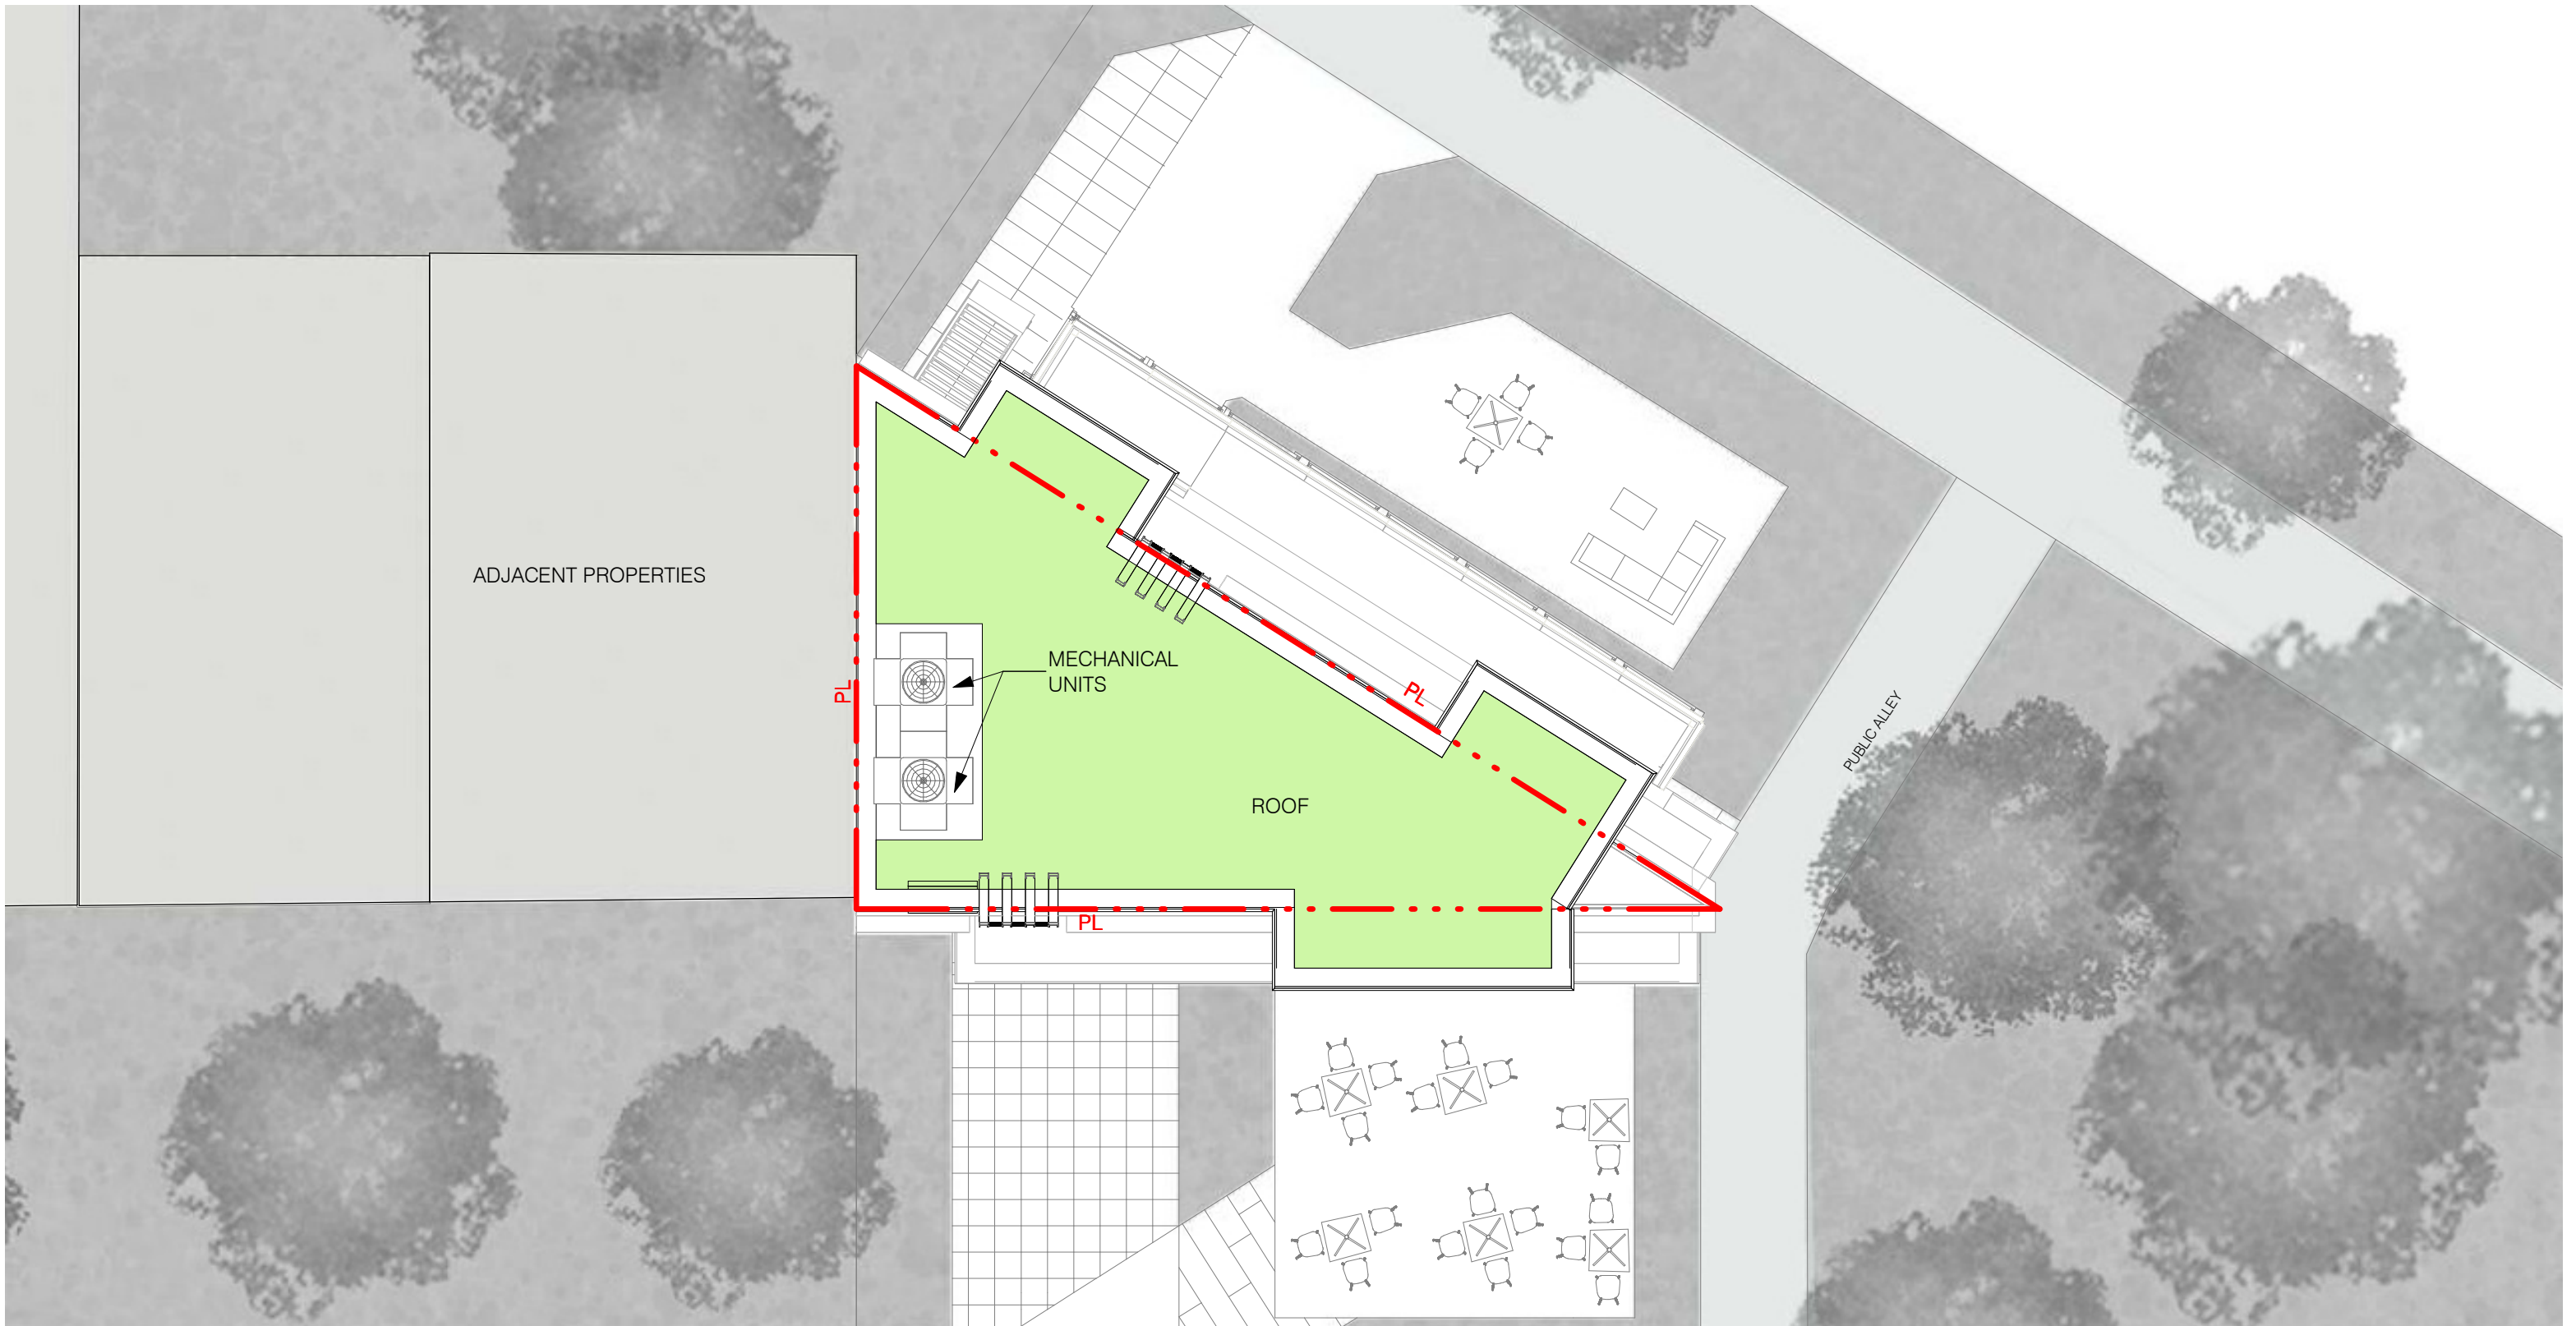 ADJACENT PROPERTIES
MECHANICAL
UNITS
PL
PL
PUBLIC ALLEY
ROOF
PL